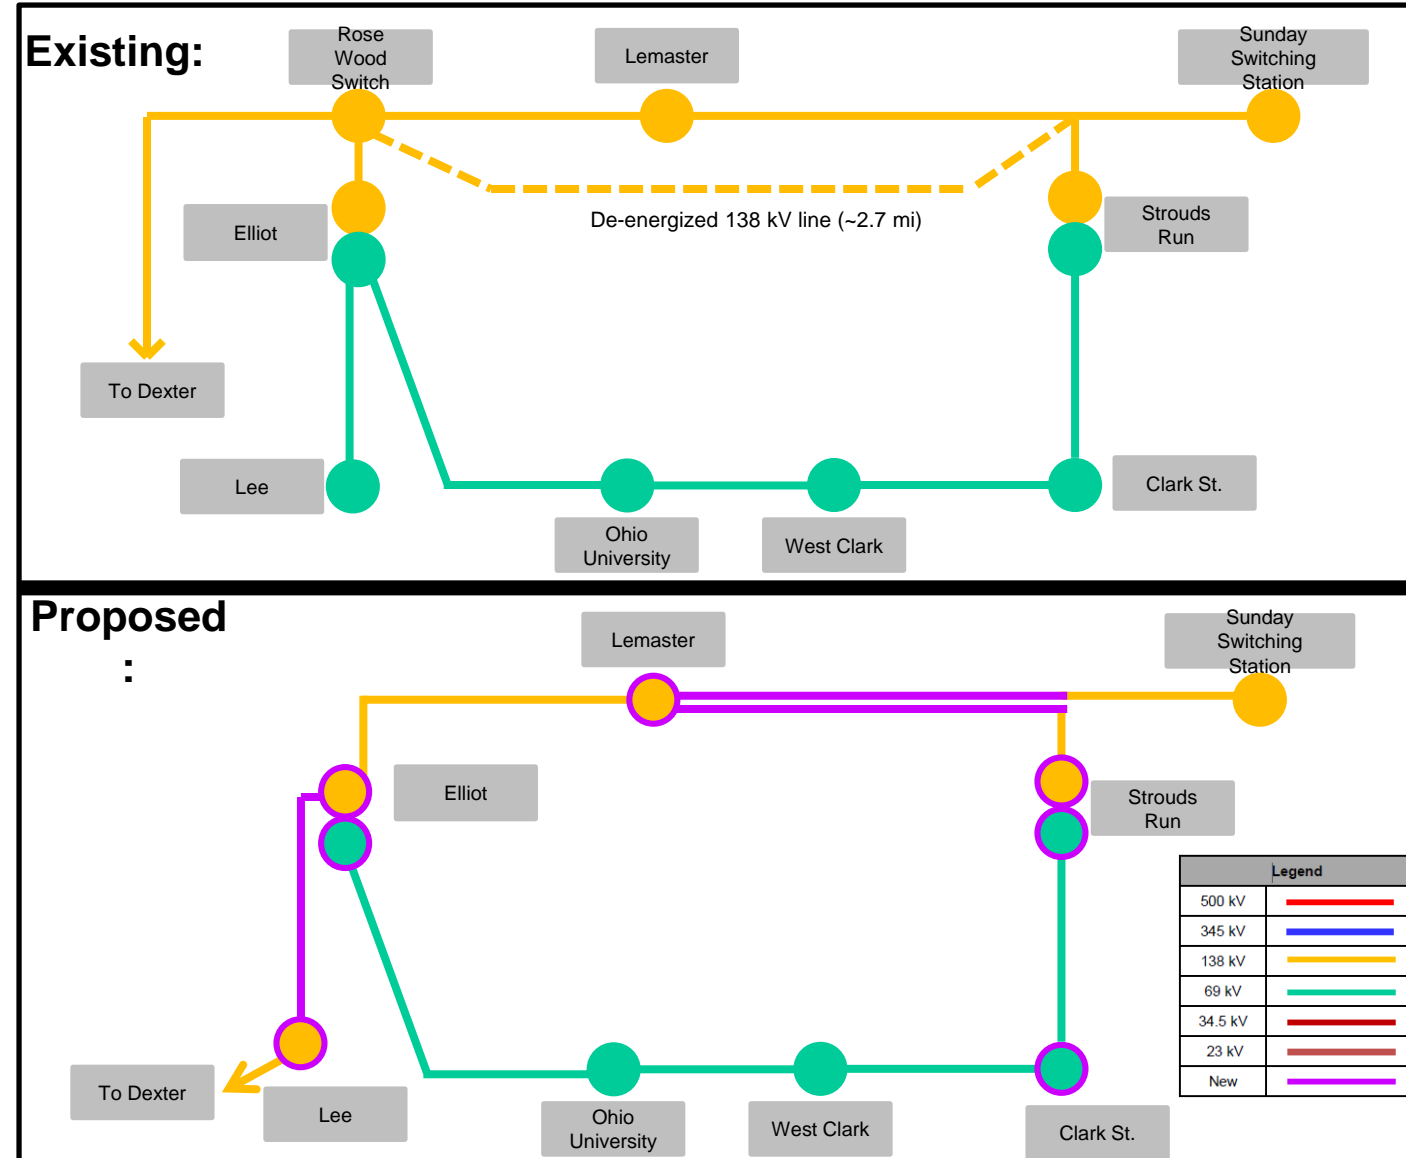 Existing:
Rose
Wood
Switch
Lemaster
Sunday
Switching
Station
Elliot
De-energized 138 kV line (~2.7 mi)
Strouds
Run
To Dexter
Lee
Clark St.
Ohio
University
West Clark
Proposed
:
Lemaster
Sunday
Switching
Station
Elliot
Strouds
Run
Legend
500 kV
345 kV
138 kV
69 kV
34.5 kV
23 kV
New
To Dexter
Lee
Ohio
University
West Clark
Clark St.